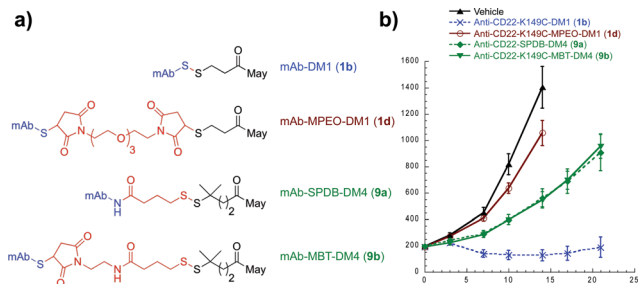 a)
mAb
S
S
O
May
mAb-DM1 (1b)
O
O
mAb
S
N
O
O
3
N
O
O
S
O
May
mAb-MPEO-DM1 (1d)
mAb
N
H
O
S
S
2
O
May
mAb-SPDB-DM4 (9a)
O
mAb
S
N
O
H
N
O
S
S
2
O
May
mAb-MBT-DM4 (9b)
b)
Vehicle
Anti-CD22-K149C-DM1 (1b)
Anti-CD22-K149C-MPEO-DM1 (1d)
Anti-CD22-SPDB-DM4 (9a)
Anti-CD22-K149C-MBT-DM4 (9b)
1600
1400
1200
1000
800
600
400
200
0
0 5 10 15 20 25